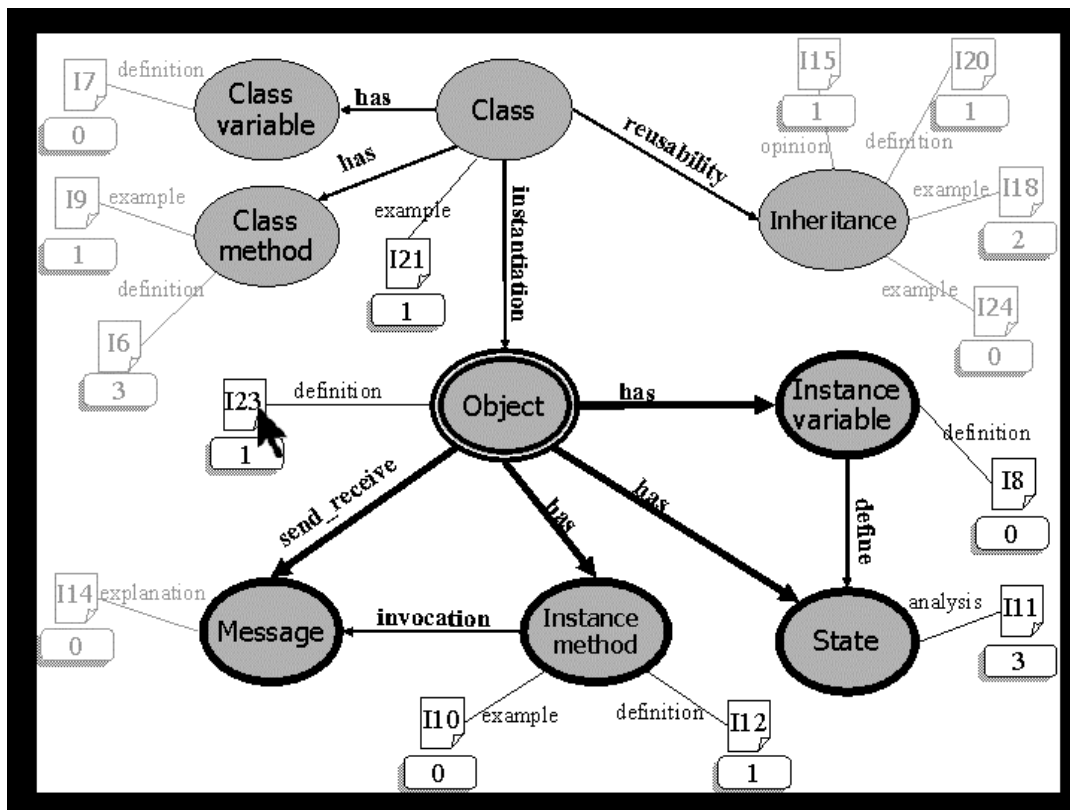 I7
definition
0
Class
variable
has
Class
reusability
I15
1
opinion
I20
1
definition
I9
example
1
has
Class
method
definition
I6
3
example
I21
1
instantiation
Inheritance
example
I18
2
example
I24
0
I23
1
definition
Object
has
Instance
variable
definition
I8
0
send_receive
has
has
define
I14
explanation
0
Message
invocation
Instance
method
State
analysis
I11
3
I10
example
0
definition
I12
1